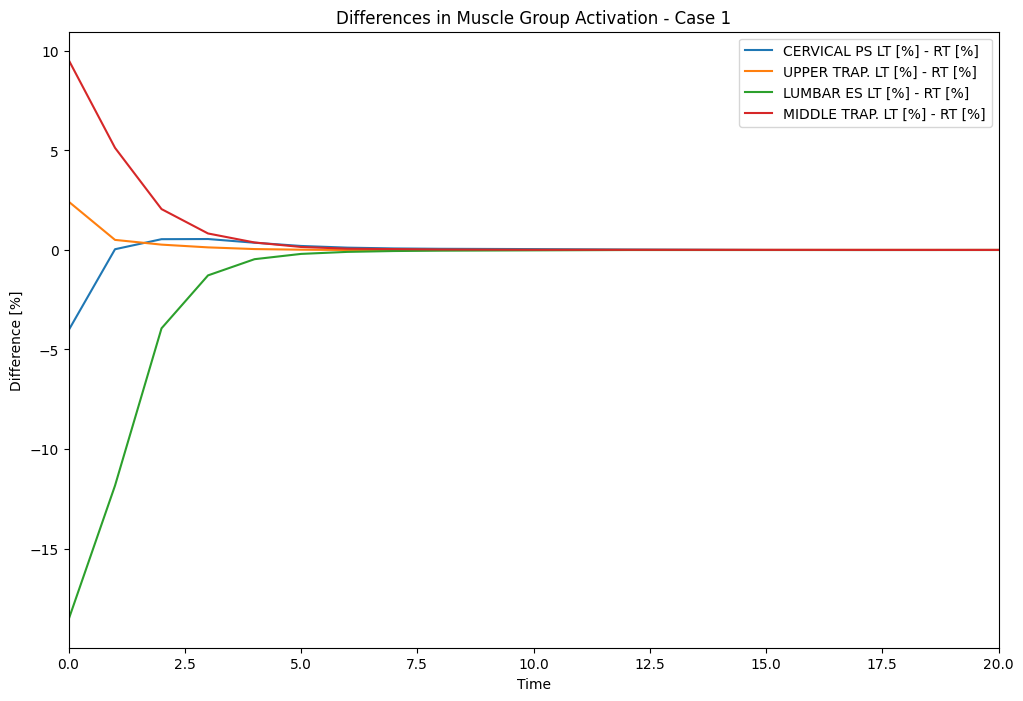 Differences in Muscle Group Activation - Case 1
CERVICAL PS LT [%] - RT [%]
UPPER TRAP. LT [%] - RT [%]
LUMBAR ES LT [%] - RT [%]
MIDDLE TRAP. LT [%] - RT [%]
Difference [%]
10
5
0
−5
−10
−15
0.0 2.5 5.0 7.5 10.0 12.5 15.0 17.5 20.0
Time